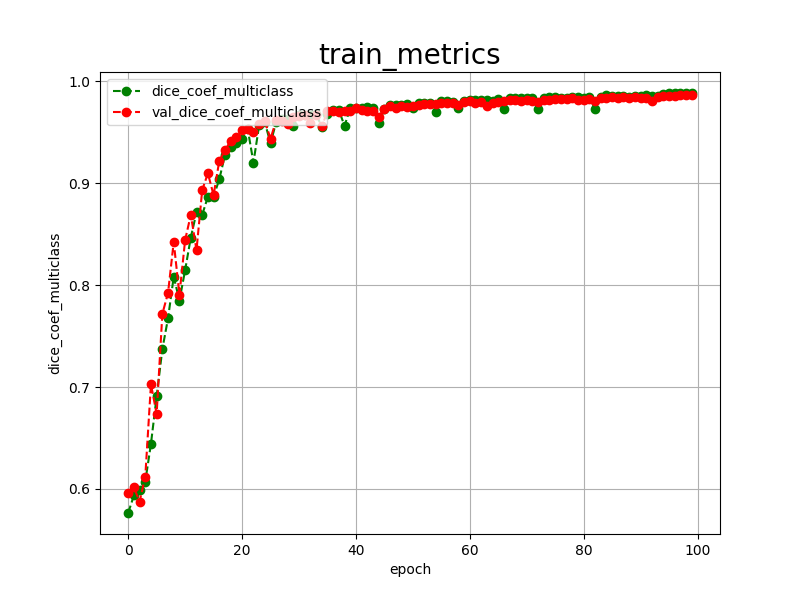 train_metrics
dice_coef_multiclass
val_dice_coef_multiclass
1.0
0.9
0.8
0.7
0.6
dice_coef_multiclass
0
20
40
60
80
100
epoch